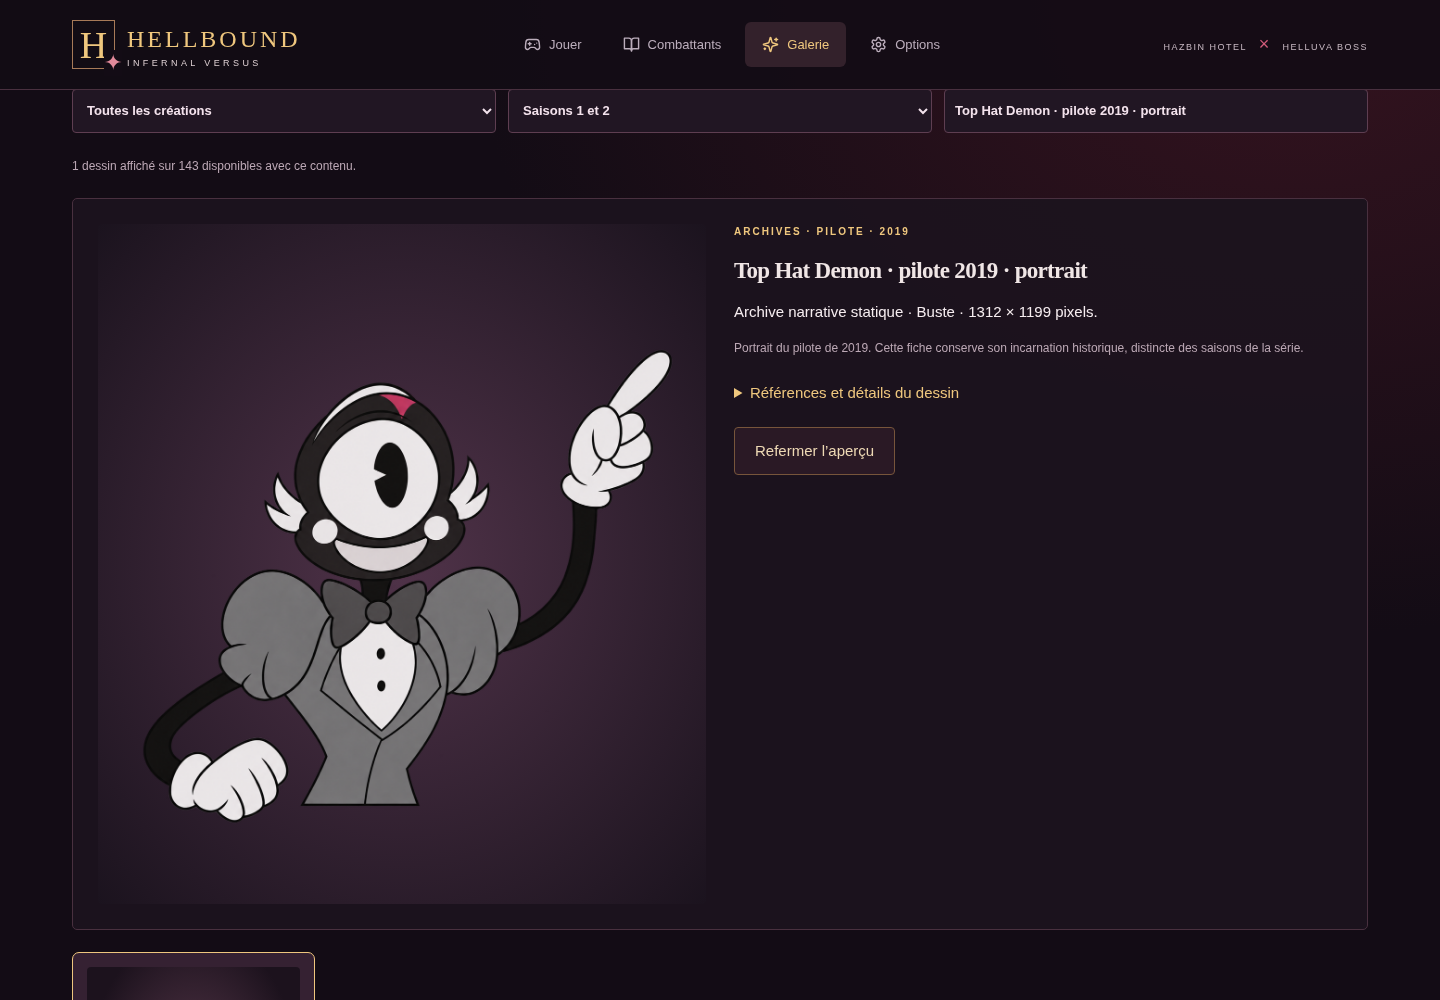 H HELLBOUND
INFERNAL VERSUS
Jouer
Combattants
Galerie
Options
HAZBIN HOTEL × HELLUVA BOSS
Toutes les créations
Saisons 1 et 2
Top Hat Demon · pilote 2019 · portrait
1 dessin affiché sur 143 disponibles avec ce contenu.
ARCHIVES · PILOTE · 2019
Top Hat Demon · pilote 2019 · portrait
Archive narrative statique · Buste · 1312 × 1199 pixels.
Portrait du pilote de 2019. Cette fiche conserve son incarnation historique, distincte des saisons de la série.
Références et détails du dessin
Refermer l’aperçu